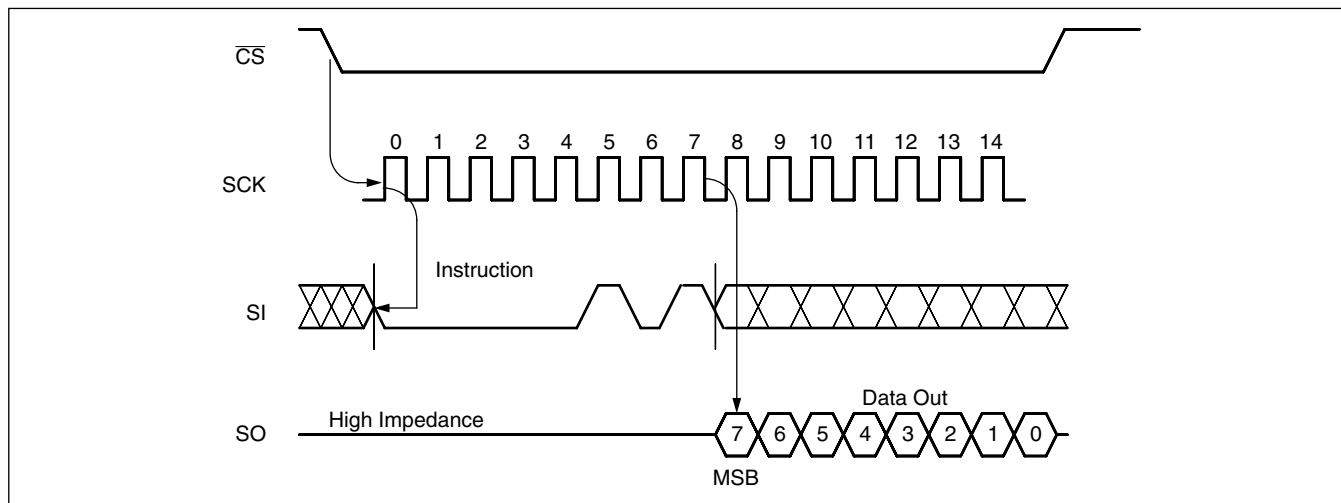 C̅S̅
0 1 2 3 4 5 6 7 8 9 10 11 12 13 14
SCK
Instruction
SI
High Impedance
Data Out
SO
7 6 5 4 3 2 1 0
MSB